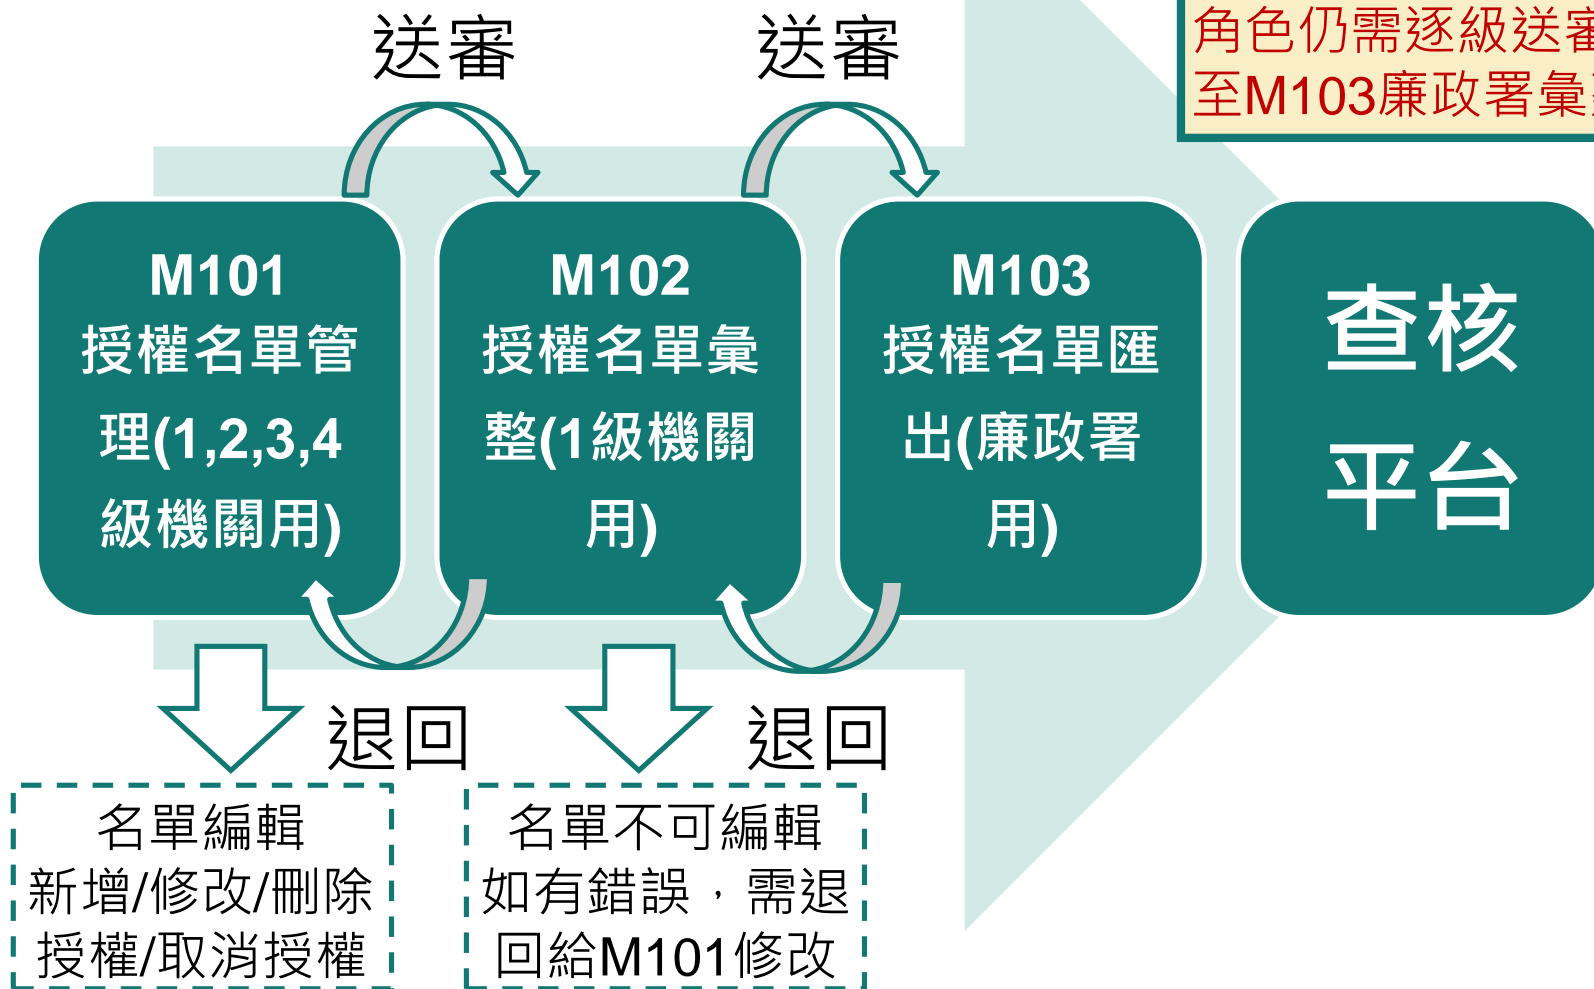 送審
送審
角色仍需逐級送審
至M103廉政署彙
M101
授權名單管
理(1,2,3,4
級機關用)
M102
授權名單彙
整(1級機關
用)
M103
授權名單匯
出(廉政署
用)
查核
平台
退回
退回
名單編輯
新增/修改/刪除
授權/取消授權
名單不可編輯
如有錯誤，需退
回給M101修改